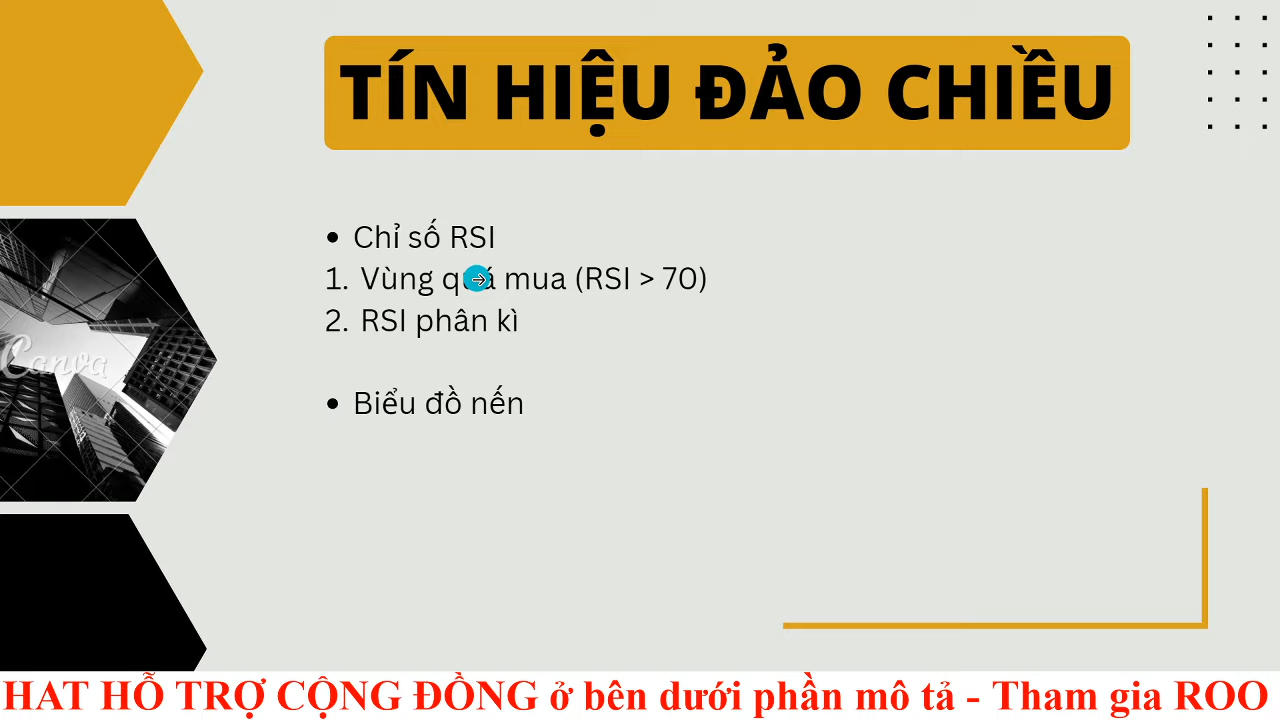 TÍN HIỆU ĐẢO CHIỀU
• Chỉ số RSI
1. Vùng quá mua (RSI > 70)
2. RSI phân kì
• Biểu đồ nến
Canva
HAT HỖ TRỢ CỘNG ĐỒNG ở bên dưới phần mô tả - Tham gia ROO